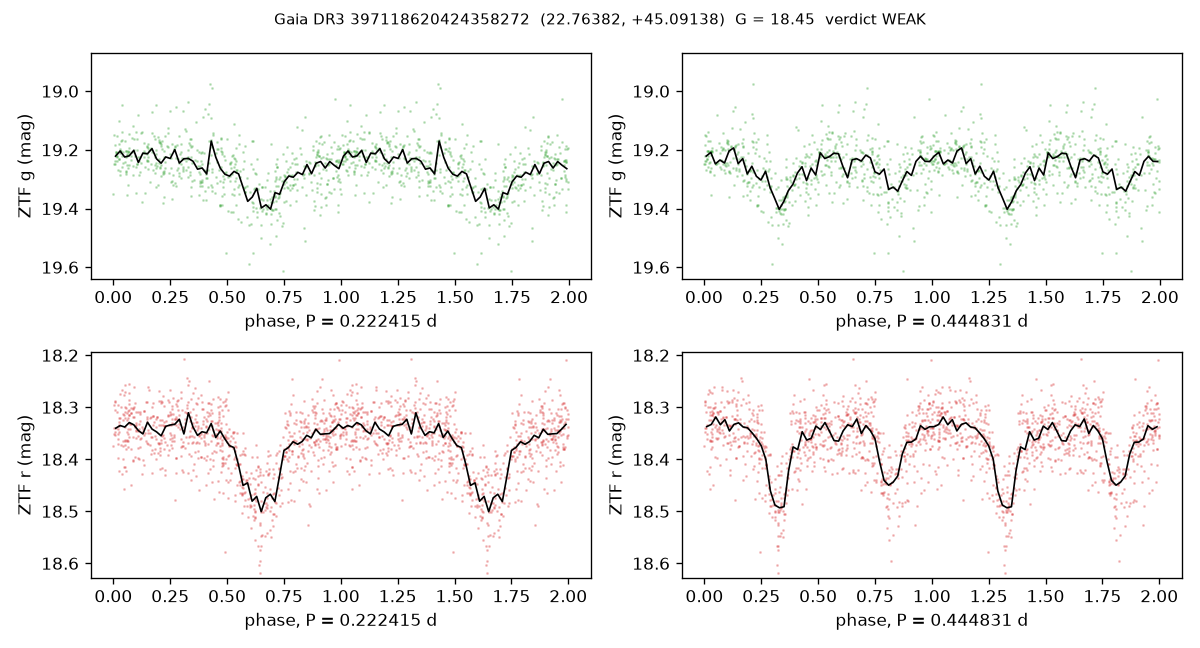 Gaia DR3 397118620424358272 (22.76382, +45.09138) G = 18.45 verdict WEAK
ZTF g (mag)
19.0
19.2
19.4
19.6
0.00 0.25 0.50 0.75 1.00 1.25 1.50 1.75 2.00
phase, P = 0.222415 d
ZTF g (mag)
19.0
19.2
19.4
19.6
0.00 0.25 0.50 0.75 1.00 1.25 1.50 1.75 2.00
phase, P = 0.444831 d
ZTF r (mag)
18.2
18.3
18.4
18.5
18.6
0.00 0.25 0.50 0.75 1.00 1.25 1.50 1.75 2.00
phase, P = 0.222415 d
ZTF r (mag)
18.2
18.3
18.4
18.5
18.6
0.00 0.25 0.50 0.75 1.00 1.25 1.50 1.75 2.00
phase, P = 0.444831 d